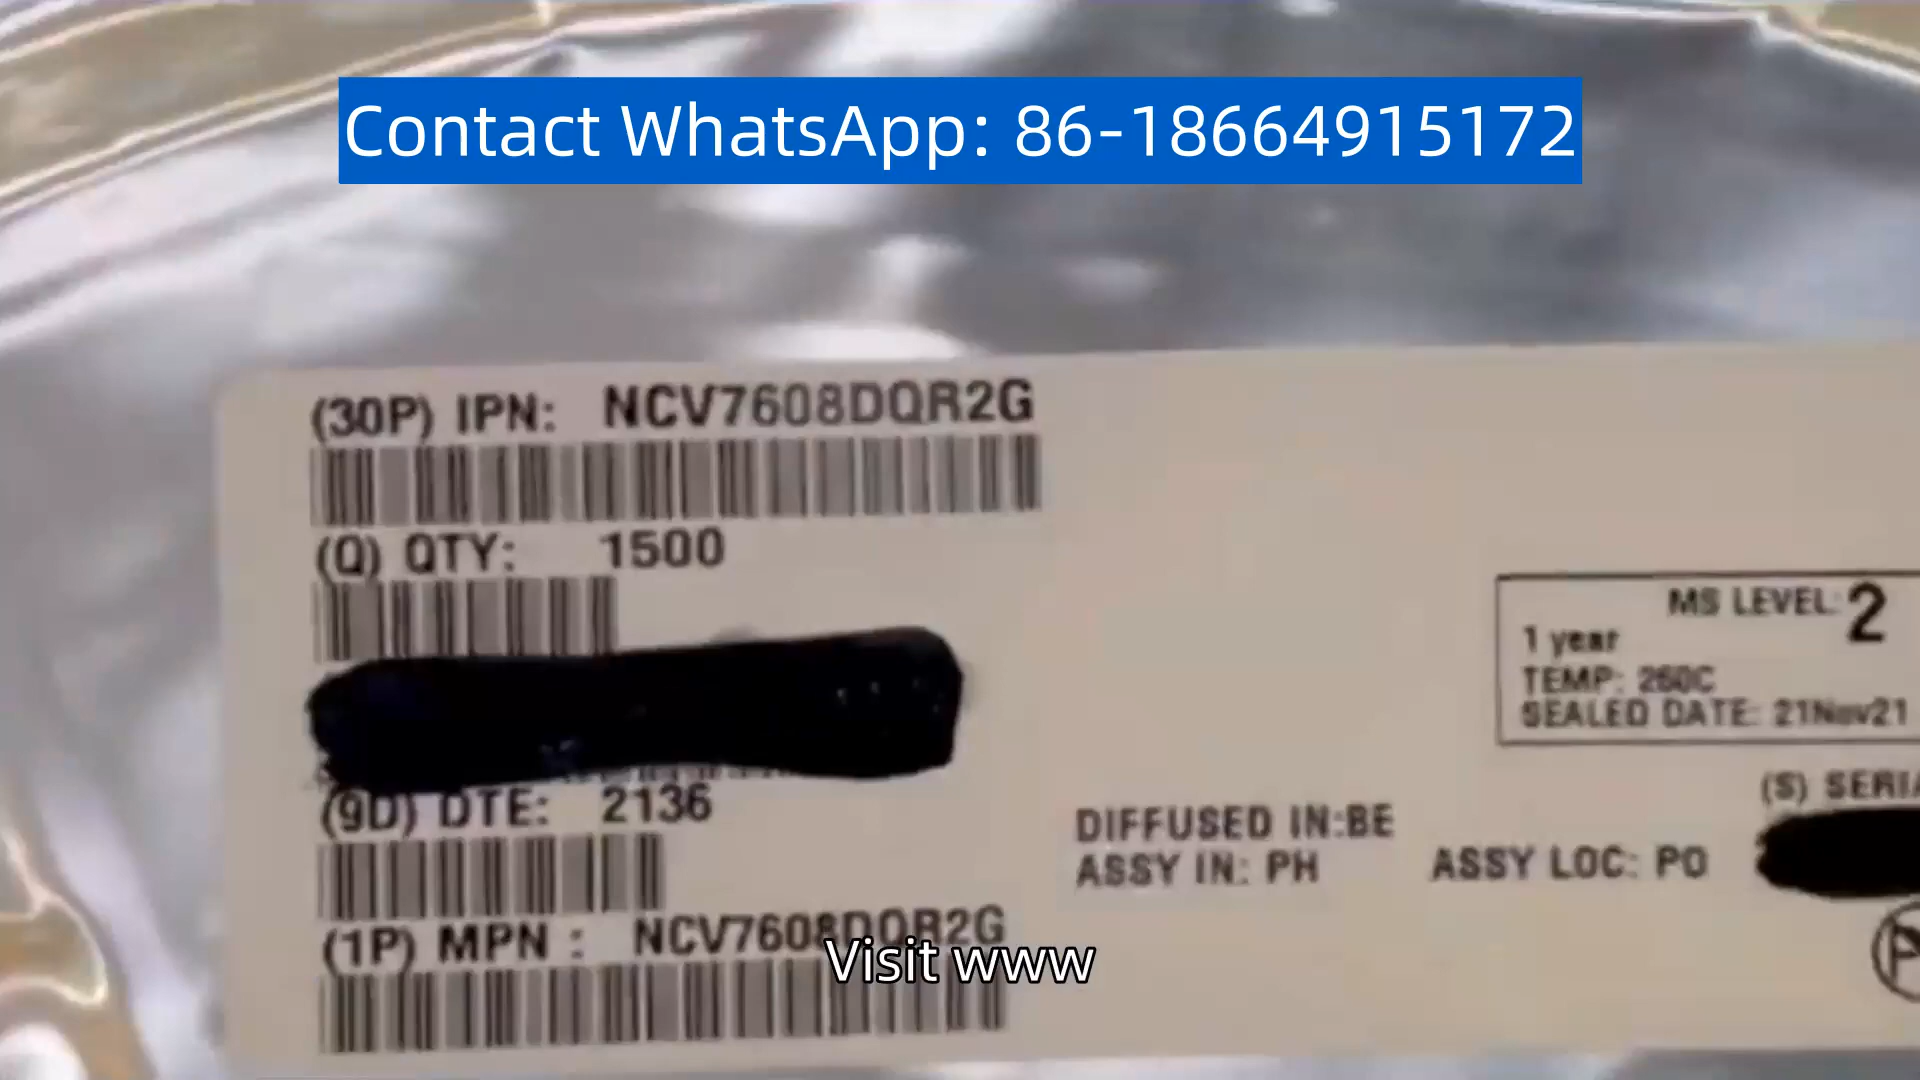 Contact WhatsApp: 86-18664915172
(30P) IPN: NCV7608DQR2G
(Q) QTY: 1500
MS LEVEL: 2
1 year
TEMP: 260C
SEALED DATE: 21Nov21
(9D) DTE: 2136
(S) SERIA
DIFFUSED IN:BE
ASSY IN: PH ASSY LOC: PO
(1P) MPN : NCV7608DQR2G
Visit www